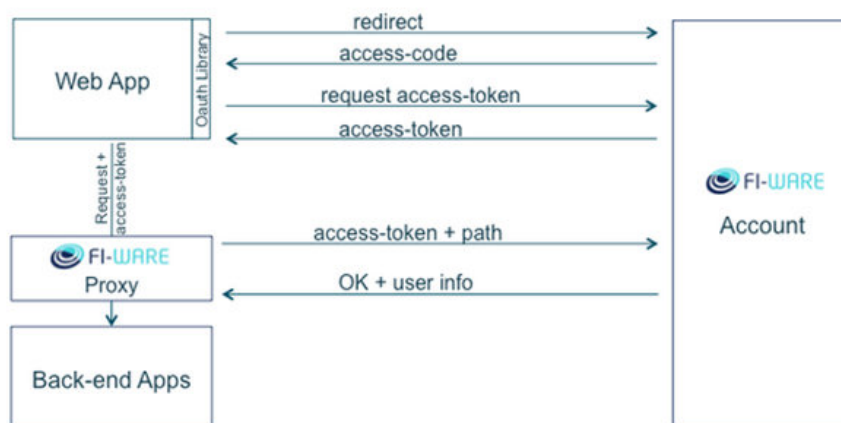 redirect
access-code
Web App
Oauth Library
request access-token
access-token
Request +
access-token
FI-WARE
Account
FI-WARE
Proxy
access-token + path
OK + user info
Back-end Apps